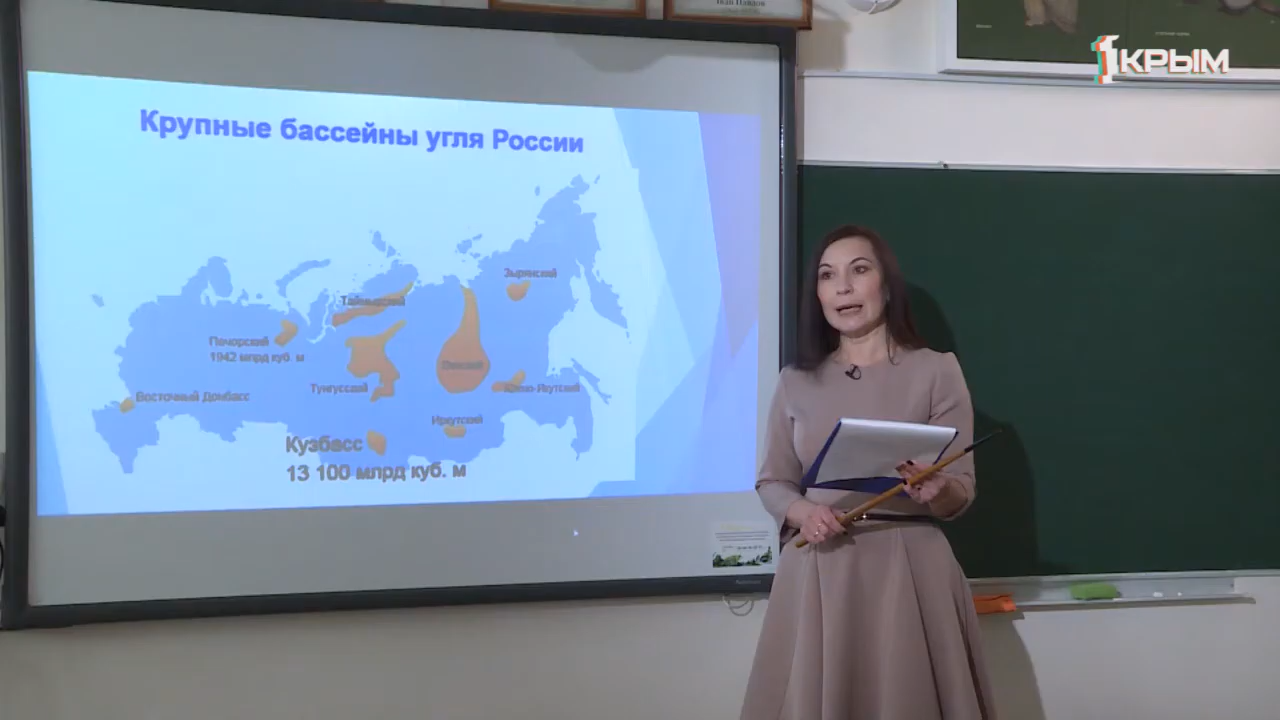 1КРЫМ
Крупные бассейны угля России
Зырянский
Таймырский
Печорский
1942 млрд куб. м
Ленский
Тунгусский
Южно-Якутский
Восточный Донбасс
Иркутский
Кузбасс
13 100 млрд куб. м